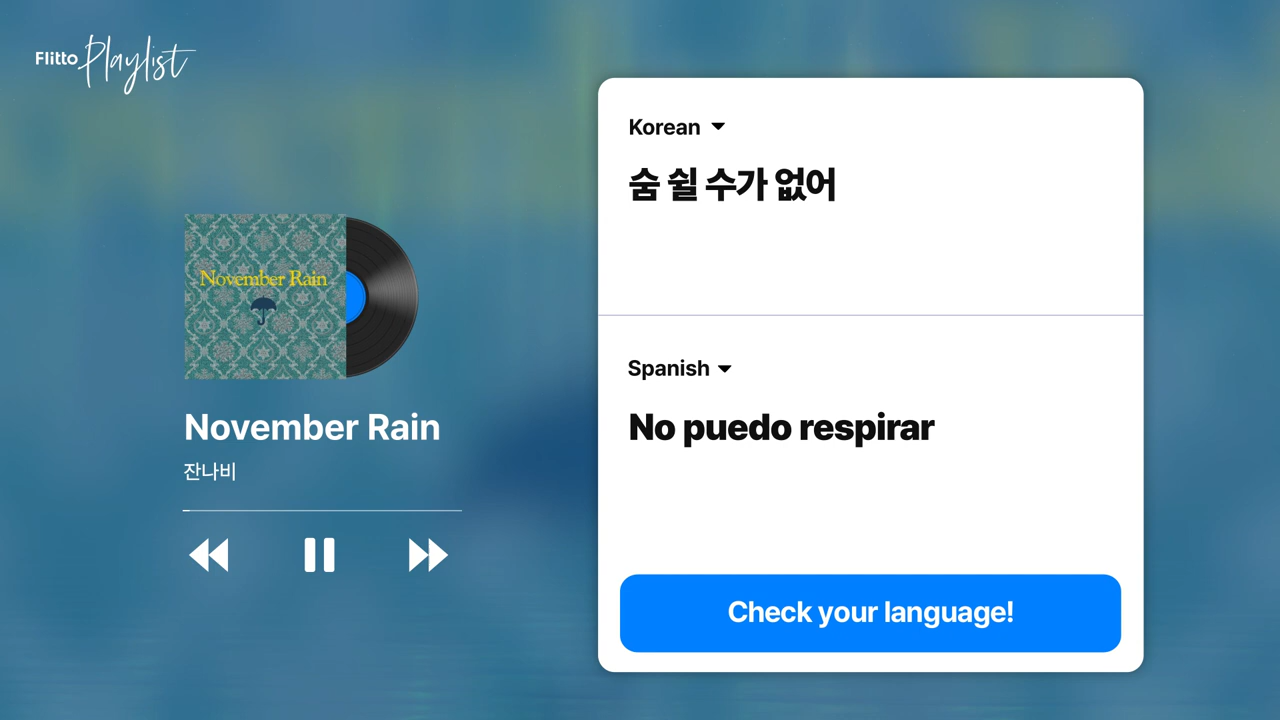 Flitto Playlist
November Rain
November Rain
잔나비
Korean
숨 쉴 수가 없어
Spanish
No puedo respirar
Check your language!